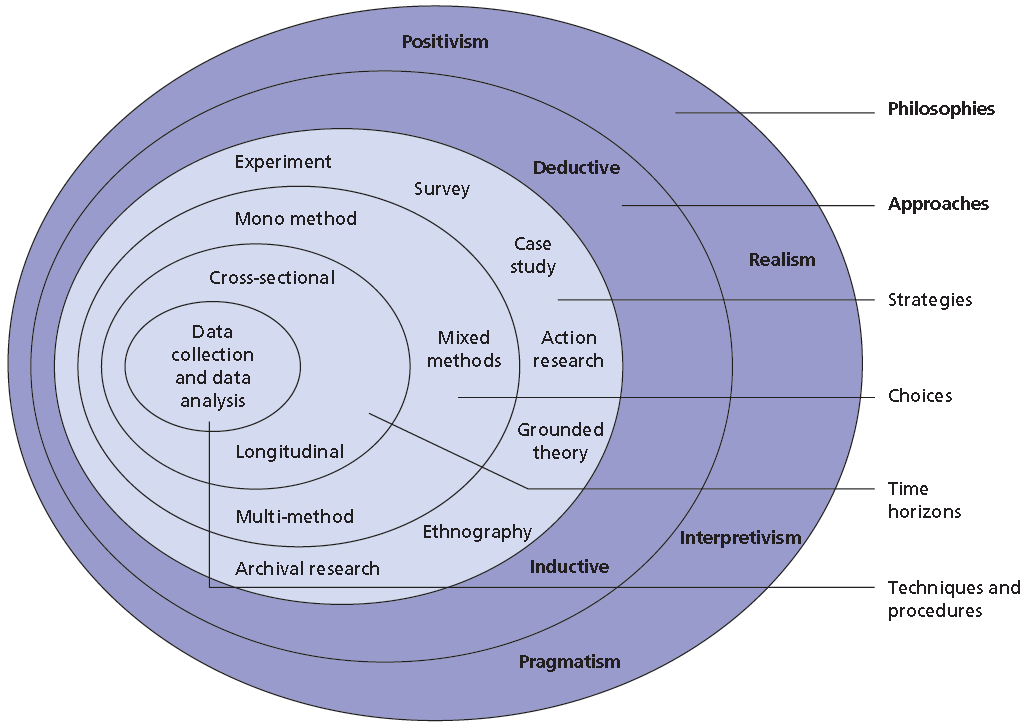 Positivism
Philosophies
Deductive
Approaches
Experiment
Survey
Mono method
Case
study
Realism
Cross-sectional
Strategies
Data
collection
and data
analysis
Mixed
methods
Action
research
Choices
Grounded
theory
Longitudinal
Time
horizons
Multi-method
Ethnography
Interpretivism
Archival research
Inductive
Techniques and
procedures
Pragmatism